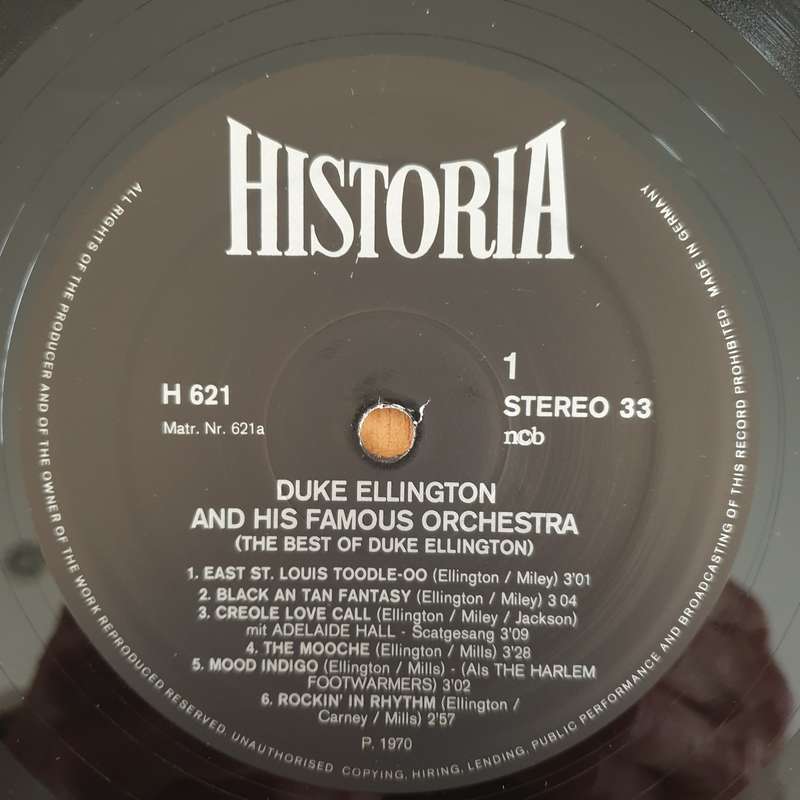 HISTORIA
H 621
Matr. Nr. 621a
1
STEREO 33
ncb
DUKE ELLINGTON
AND HIS FAMOUS ORCHESTRA
(THE BEST OF DUKE ELLINGTON)
1. EAST ST. LOUIS TOODLE-OO (Ellington / Miley) 3'01
2. BLACK AN TAN FANTASY (Ellington / Miley) 3 04
3. CREOLE LOVE CALL (Ellington / Miley / Jackson)
mit ADELAIDE HALL - Scatgesang 3'09
4. THE MOOCHE (Ellington / Mills) 3'28
5. MOOD INDIGO (Ellington / Mills) - (Als THE HARLEM
FOOTWARMERS) 3'02
6. ROCKIN' IN RHYTHM (Ellington /
Carney / Mills) 2'57
P. 1970
ALL RIGHTS OF THE PRODUCER AND OF THE OWNER OF THE WORK REPRODUCED RESERVED. UNAUTHORISED COPYING, HIRING, LENDING, PUBLIC PERFORMANCE AND BROADCASTING OF THIS RECORD PROHIBITED. MADE IN GERMANY